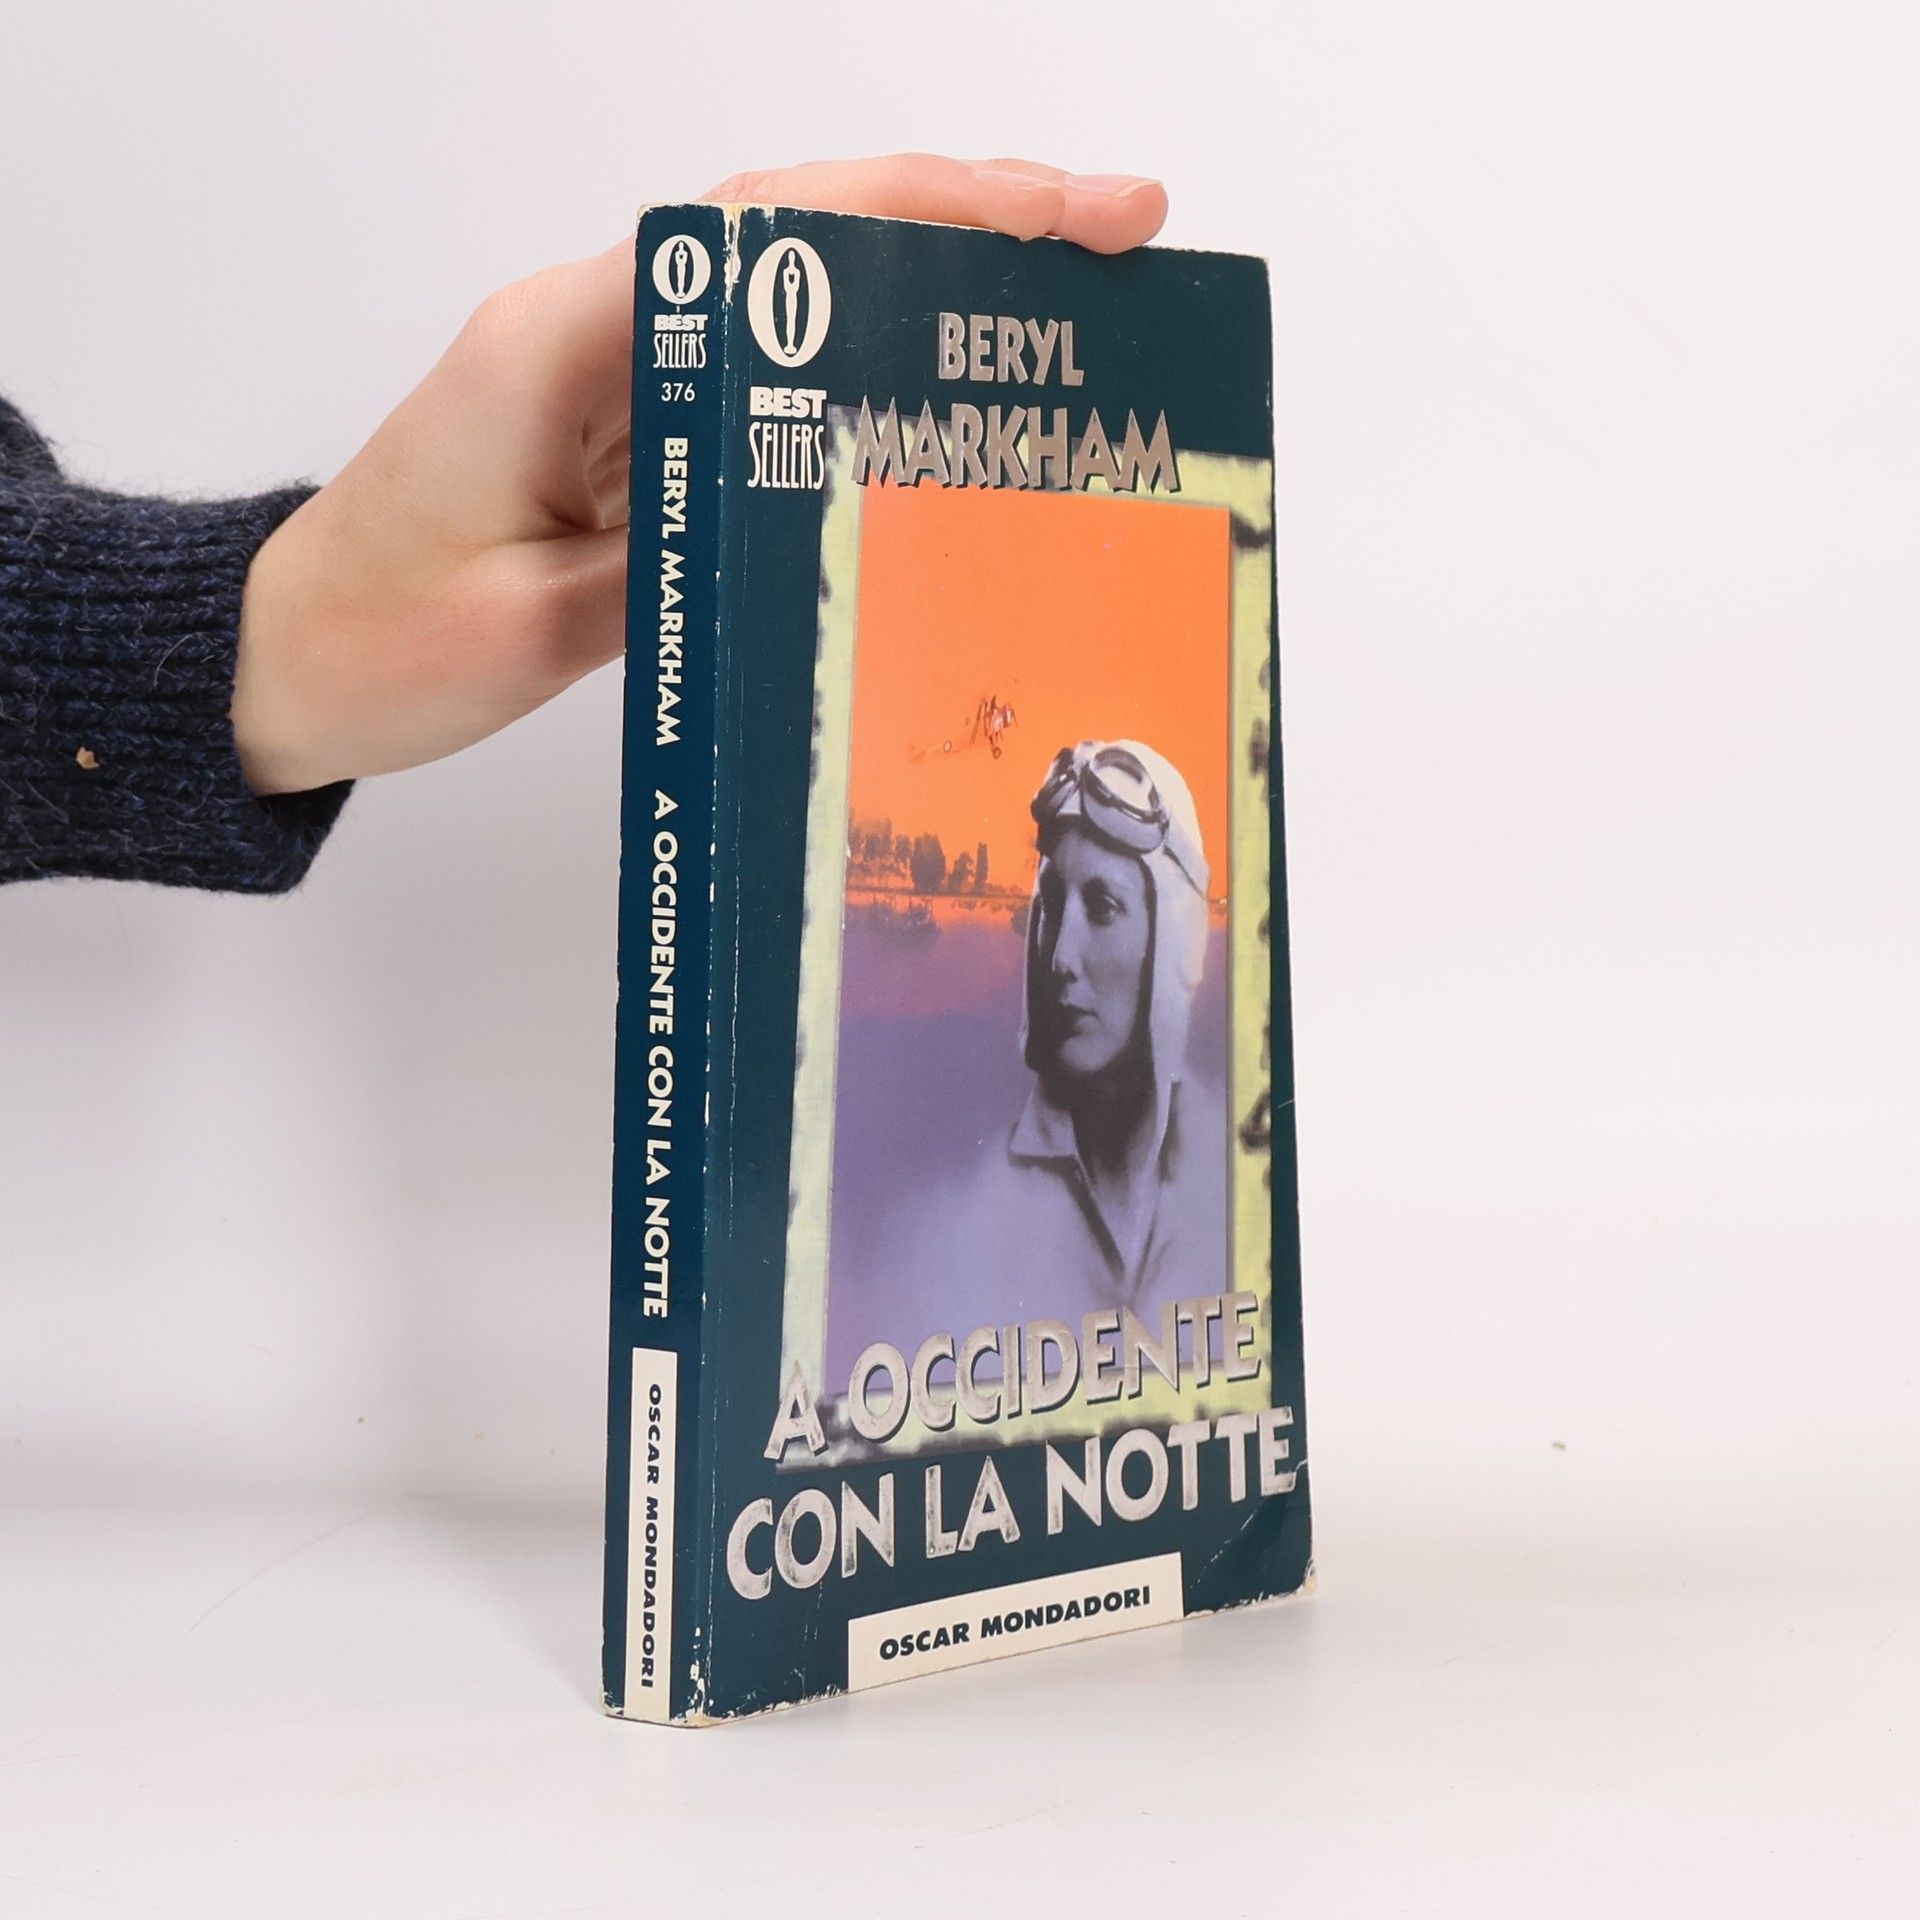 BEST
SELLERS
376
BERYL MARKHAM A OCCIDENTE CON LA NOTTE
OSCAR MONDADORI
BEST
SELLERS
BERYL
MARKHAM
A OCCIDENTE
CON LA NOTTE
OSCAR MONDADORI